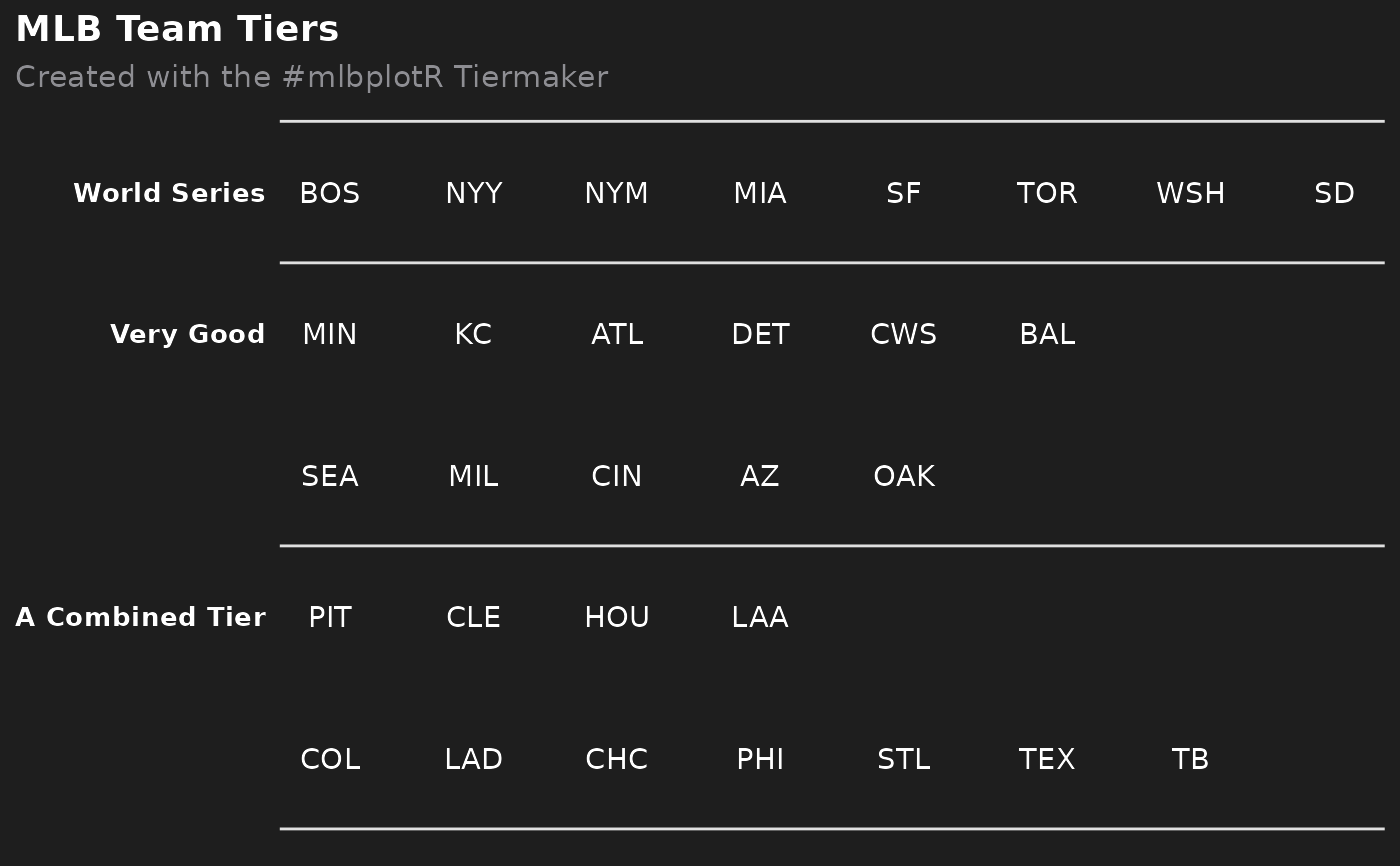 MLB Team Tiers
Created with the #mlbplotR Tiermaker
World Series BOS NYY NYM MIA SF TOR WSH SD
Very Good MIN KC ATL DET CWS BAL
SEA MIL CIN AZ OAK
A Combined Tier PIT CLE HOU LAA
COL LAD CHC PHI STL TEX TB